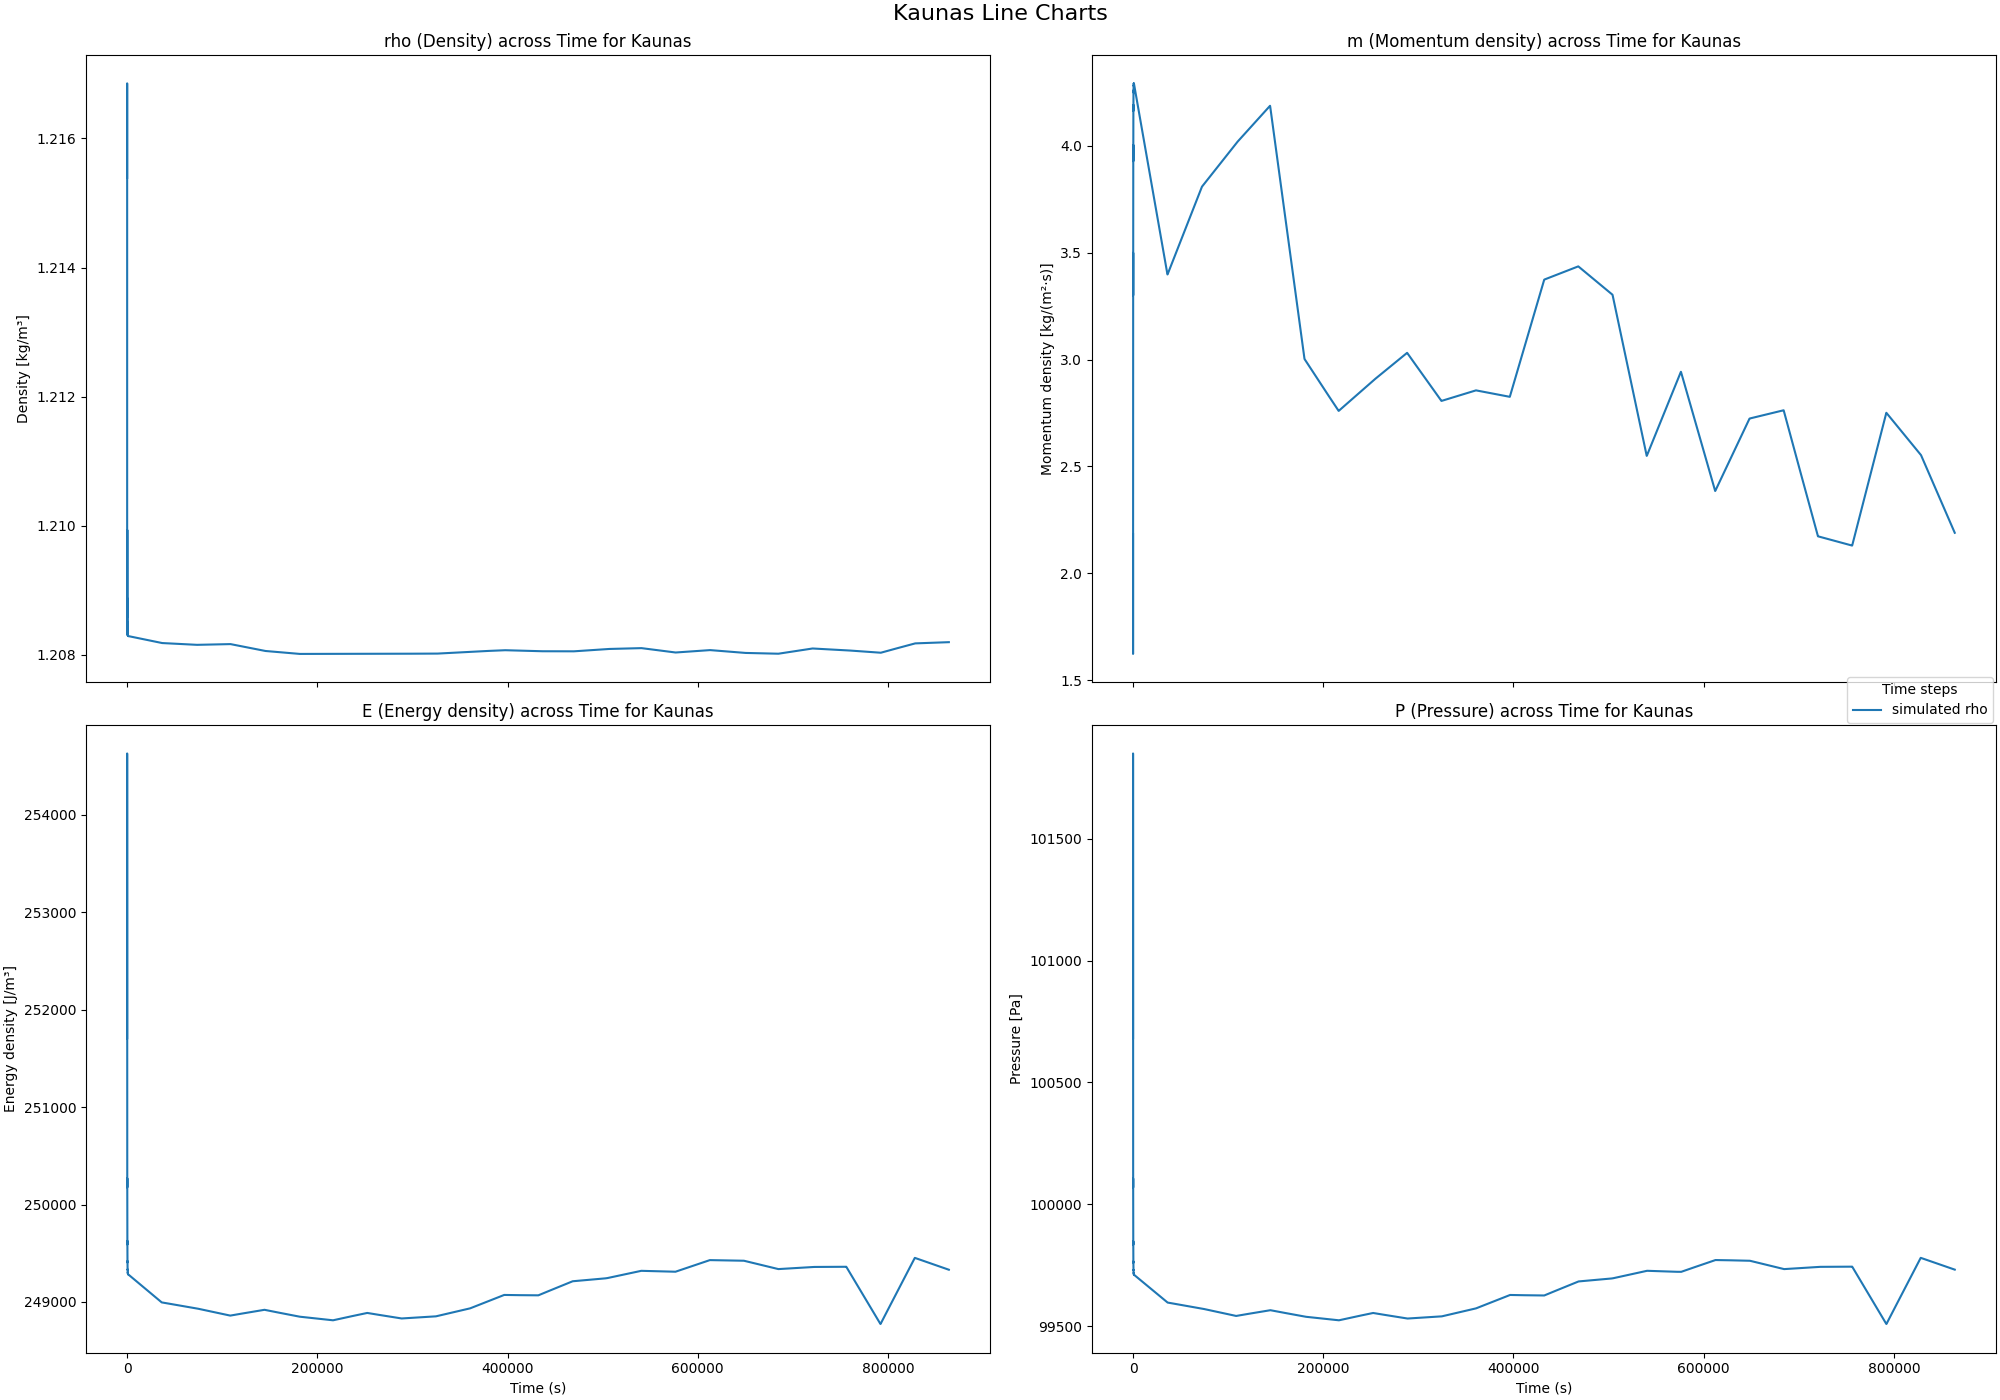 Kaunas Line Charts
rho (Density) across Time for Kaunas
Density [kg/m³]
1.216
1.214
1.212
1.210
1.208
m (Momentum density) across Time for Kaunas
Momentum density [kg/(m²·s)]
4.0
3.5
3.0
2.5
2.0
1.5
Time steps
simulated rho
E (Energy density) across Time for Kaunas
Energy density [J/m³]
254000
253000
252000
251000
250000
249000
0 200000 400000 600000 800000
Time (s)
P (Pressure) across Time for Kaunas
Pressure [Pa]
101500
101000
100500
100000
99500
0 200000 400000 600000 800000
Time (s)